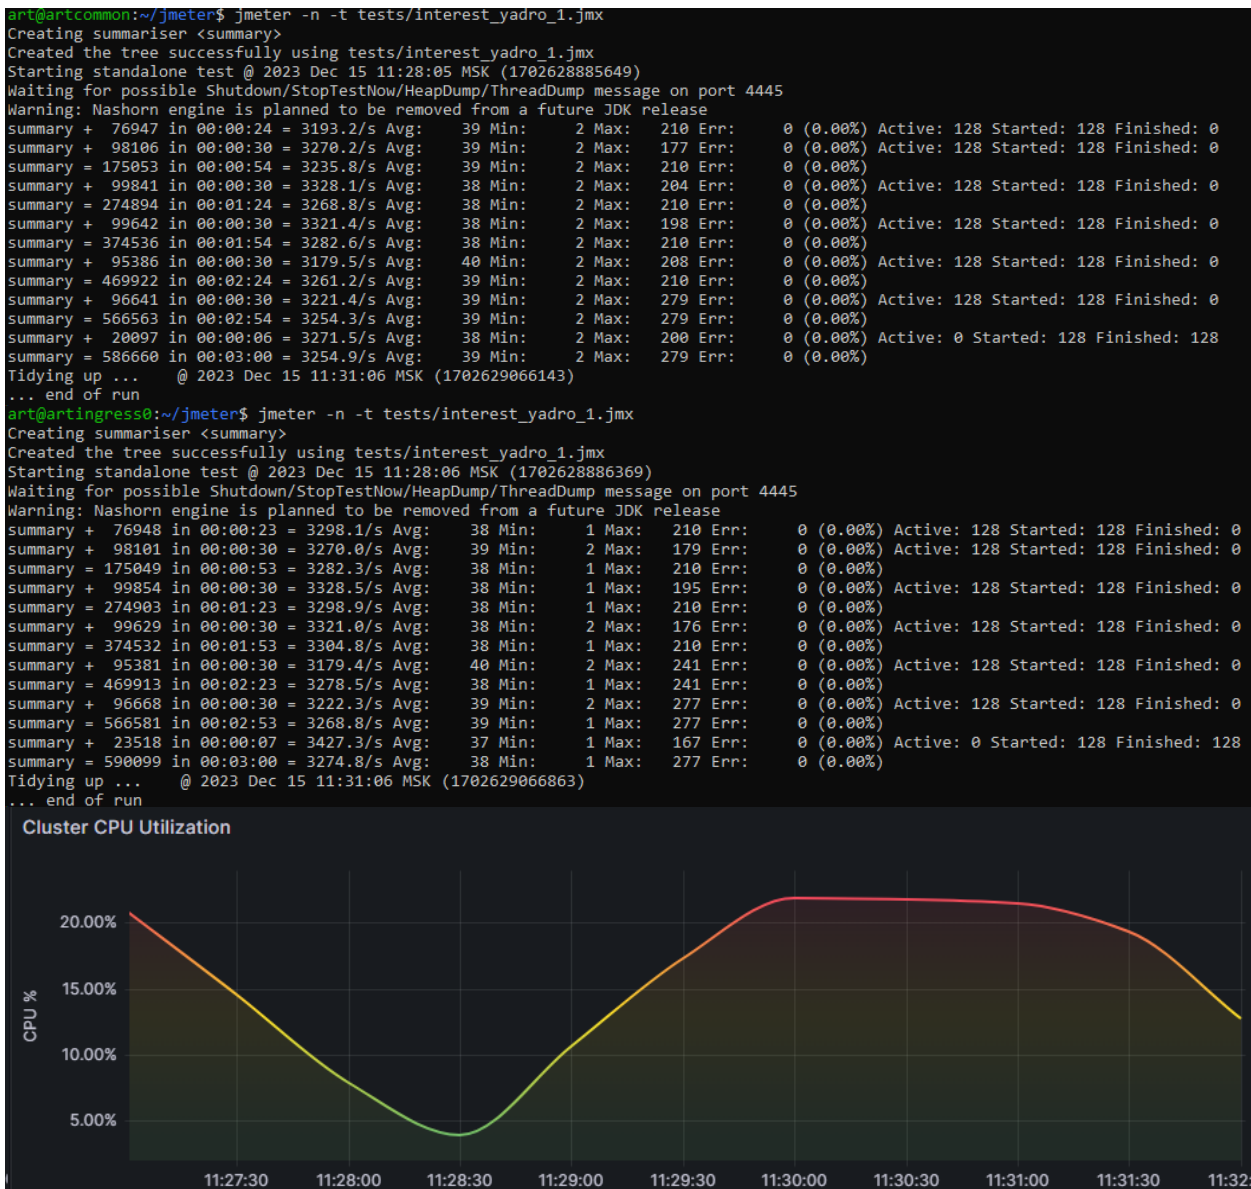 art@artcommon:~/jmeter$ jmeter -n -t tests/interest_yadro_1.jmx
Creating summariser <summary>
Created the tree successfully using tests/interest_yadro_1.jmx
Starting standalone test @ 2023 Dec 15 11:28:05 MSK (1702628885649)
Waiting for possible Shutdown/StopTestNow/HeapDump/ThreadDump message on port 4445
Warning: Nashorn engine is planned to be removed from a future JDK release
summary +  76947 in 00:00:24 = 3193.2/s Avg:    39 Min:     2 Max:   210 Err:     0 (0.00%) Active: 128 Started: 128 Finished: 0
summary +  98106 in 00:00:30 = 3270.2/s Avg:    39 Min:     2 Max:   177 Err:     0 (0.00%) Active: 128 Started: 128 Finished: 0
summary = 175053 in 00:00:54 = 3235.8/s Avg:    39 Min:     2 Max:   210 Err:     0 (0.00%)
summary +  99841 in 00:00:30 = 3328.1/s Avg:    38 Min:     2 Max:   204 Err:     0 (0.00%) Active: 128 Started: 128 Finished: 0
summary = 274894 in 00:01:24 = 3268.8/s Avg:    38 Min:     2 Max:   210 Err:     0 (0.00%)
summary +  99642 in 00:00:30 = 3321.4/s Avg:    38 Min:     2 Max:   198 Err:     0 (0.00%) Active: 128 Started: 128 Finished: 0
summary = 374536 in 00:01:54 = 3282.6/s Avg:    38 Min:     2 Max:   210 Err:     0 (0.00%)
summary +  95386 in 00:00:30 = 3179.5/s Avg:    40 Min:     2 Max:   208 Err:     0 (0.00%) Active: 128 Started: 128 Finished: 0
summary = 469922 in 00:02:24 = 3261.2/s Avg:    39 Min:     2 Max:   210 Err:     0 (0.00%)
summary +  96641 in 00:00:30 = 3221.4/s Avg:    39 Min:     2 Max:   279 Err:     0 (0.00%) Active: 128 Started: 128 Finished: 0
summary = 566563 in 00:02:54 = 3254.3/s Avg:    39 Min:     2 Max:   279 Err:     0 (0.00%)
summary +  20097 in 00:00:06 = 3271.5/s Avg:    38 Min:     2 Max:   200 Err:     0 (0.00%) Active: 0 Started: 128 Finished: 128
summary = 586660 in 00:03:00 = 3254.9/s Avg:    39 Min:     2 Max:   279 Err:     0 (0.00%)
Tidying up ...    @ 2023 Dec 15 11:31:06 MSK (1702629066143)
... end of run
art@artingress0:~/jmeter$ jmeter -n -t tests/interest_yadro_1.jmx
Creating summariser <summary>
Created the tree successfully using tests/interest_yadro_1.jmx
Starting standalone test @ 2023 Dec 15 11:28:06 MSK (1702628886369)
Waiting for possible Shutdown/StopTestNow/HeapDump/ThreadDump message on port 4445
Warning: Nashorn engine is planned to be removed from a future JDK release
summary +  76948 in 00:00:23 = 3298.1/s Avg:    38 Min:     1 Max:   210 Err:     0 (0.00%) Active: 128 Started: 128 Finished: 0
summary +  98101 in 00:00:30 = 3270.0/s Avg:    39 Min:     2 Max:   179 Err:     0 (0.00%) Active: 128 Started: 128 Finished: 0
summary = 175049 in 00:00:53 = 3282.3/s Avg:    38 Min:     1 Max:   210 Err:     0 (0.00%)
summary +  99854 in 00:00:30 = 3328.5/s Avg:    38 Min:     1 Max:   195 Err:     0 (0.00%) Active: 128 Started: 128 Finished: 0
summary = 274903 in 00:01:23 = 3298.9/s Avg:    38 Min:     1 Max:   210 Err:     0 (0.00%)
summary +  99629 in 00:00:30 = 3321.0/s Avg:    38 Min:     2 Max:   176 Err:     0 (0.00%) Active: 128 Started: 128 Finished: 0
summary = 374532 in 00:01:53 = 3304.8/s Avg:    38 Min:     1 Max:   210 Err:     0 (0.00%)
summary +  95381 in 00:00:30 = 3179.4/s Avg:    40 Min:     2 Max:   241 Err:     0 (0.00%) Active: 128 Started: 128 Finished: 0
summary = 469913 in 00:02:23 = 3278.5/s Avg:    38 Min:     1 Max:   241 Err:     0 (0.00%)
summary +  96668 in 00:00:30 = 3222.3/s Avg:    39 Min:     2 Max:   277 Err:     0 (0.00%) Active: 128 Started: 128 Finished: 0
summary = 566581 in 00:02:53 = 3268.8/s Avg:    39 Min:     1 Max:   277 Err:     0 (0.00%)
summary +  23518 in 00:00:07 = 3427.3/s Avg:    37 Min:     1 Max:   167 Err:     0 (0.00%) Active: 0 Started: 128 Finished: 128
summary = 590099 in 00:03:00 = 3274.8/s Avg:    38 Min:     1 Max:   277 Err:     0 (0.00%)
Tidying up ...    @ 2023 Dec 15 11:31:06 MSK (1702629066863)
... end of run
Cluster CPU Utilization
CPU %
20.00%
15.00%
10.00%
5.00%
11:27:30 11:28:00 11:28:30 11:29:00 11:29:30 11:30:00 11:30:30 11:31:00 11:31:30 11:32